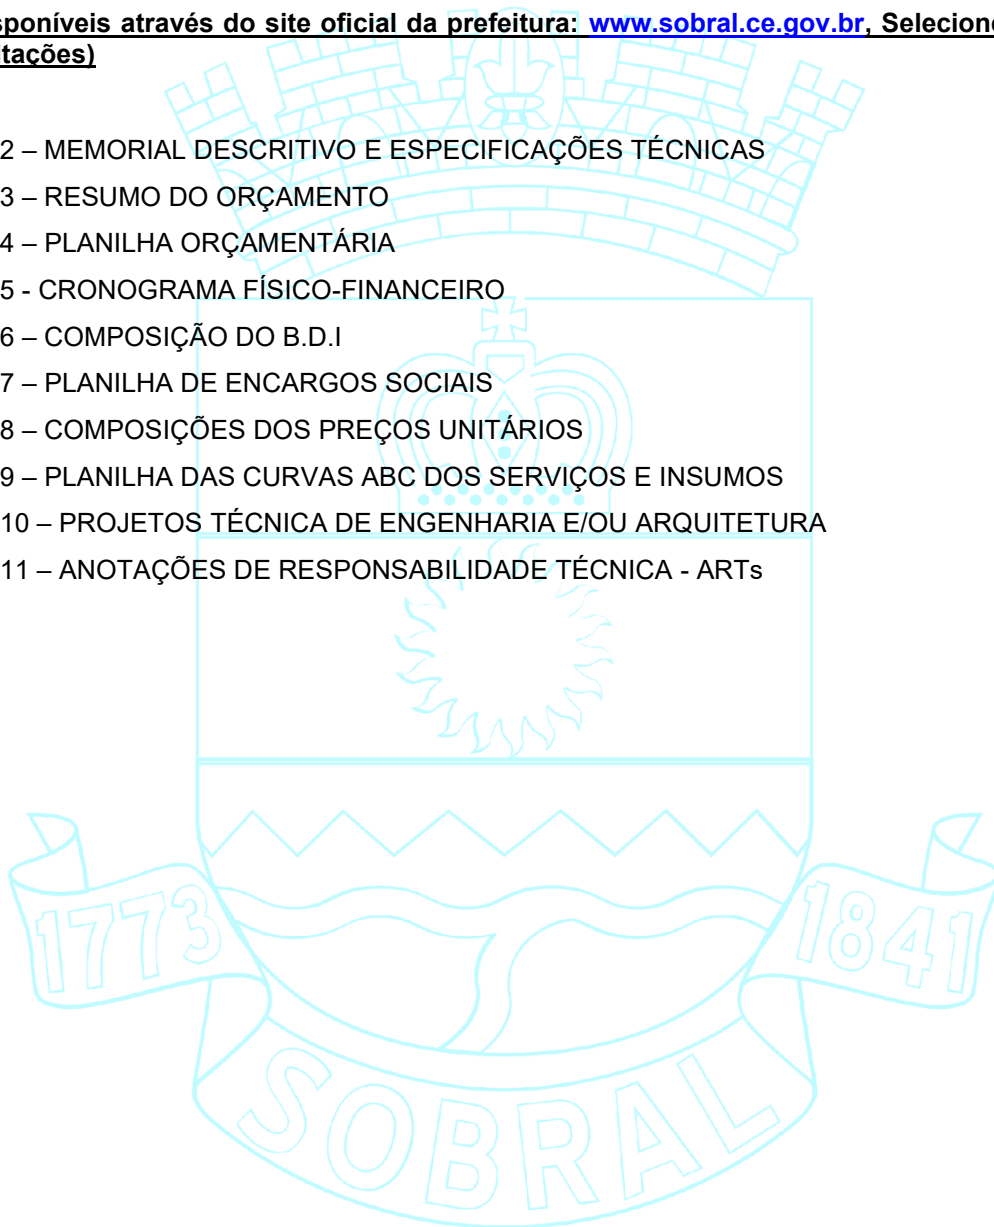 sponíveis através do site oficial da prefeitura: www.sobral.ce.gov.br, Selecione
itações)
2 – MEMORIAL DESCRITIVO E ESPECIFICAÇÕES TÉCNICAS
3 – RESUMO DO ORÇAMENTO
4 – PLANILHA ORÇAMENTÁRIA
5 - CRONOGRAMA FÍSICO-FINANCEIRO
6 – COMPOSIÇÃO DO B.D.I
7 – PLANILHA DE ENCARGOS SOCIAIS
8 – COMPOSIÇÕES DOS PREÇOS UNITÁRIOS
9 – PLANILHA DAS CURVAS ABC DOS SERVIÇOS E INSUMOS
10 – PROJETOS TÉCNICA DE ENGENHARIA E/OU ARQUITETURA
11 – ANOTAÇÕES DE RESPONSABILIDADE TÉCNICA - ARTs
1773
1841
SOBRAL